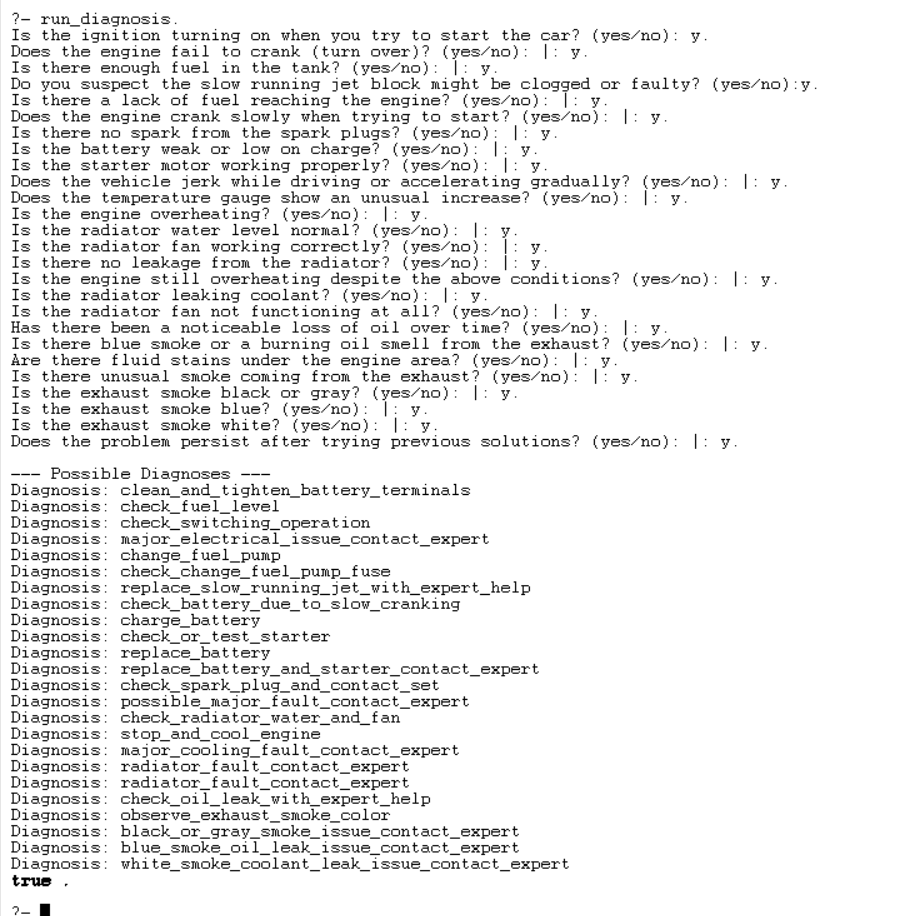 ?- run_diagnosis.
Is the ignition turning on when you try to start the car? (yes/no): y.
Does the engine fail to crank (turn over)? (yes/no): |: y.
Is there enough fuel in the tank? (yes/no): |: y.
Do you suspect the slow running jet block might be clogged or faulty? (yes/no):y.
Is there a lack of fuel reaching the engine? (yes/no): |: y.
Does the engine crank slowly when trying to start? (yes/no): |: y.
Is there no spark from the spark plugs? (yes/no): |: y.
Is the battery weak or low on charge? (yes/no): |: y.
Is the starter motor working properly? (yes/no): |: y.
Does the vehicle jerk while driving or accelerating gradually? (yes/no): |: y.
Does the temperature gauge show an unusual increase? (yes/no): |: y.
Is the engine overheating? (yes/no): |: y.
Is the radiator water level normal? (yes/no): |: y.
Is the radiator fan working correctly? (yes/no): |: y.
Is there no leakage from the radiator? (yes/no): |: y.
Is the engine still overheating despite the above conditions? (yes/no): |: y.
Is the radiator leaking coolant? (yes/no): |: y.
Is the radiator fan not functioning at all? (yes/no): |: y.
Has there been a noticeable loss of oil over time? (yes/no): |: y.
Is there blue smoke or a burning oil smell from the exhaust? (yes/no): |: y.
Are there fluid stains under the engine area? (yes/no): |: y.
Is there unusual smoke coming from the exhaust? (yes/no): |: y.
Is the exhaust smoke black or gray? (yes/no): |: y.
Is the exhaust smoke blue? (yes/no): |: y.
Is the exhaust smoke white? (yes/no): |: y.
Does the problem persist after trying previous solutions? (yes/no): |: y.
--- Possible Diagnoses ---
Diagnosis: clean_and_tighten_battery_terminals
Diagnosis: check_fuel_level
Diagnosis: check_switching_operation
Diagnosis: major_electrical_issue_contact_expert
Diagnosis: change_fuel_pump
Diagnosis: check_change_fuel_pump_fuse
Diagnosis: replace_slow_running_jet_with_expert_help
Diagnosis: check_battery_due_to_slow_cranking
Diagnosis: charge_battery
Diagnosis: check_or_test_starter
Diagnosis: replace_battery
Diagnosis: replace_battery_and_starter_contact_expert
Diagnosis: check_spark_plug_and_contact_set
Diagnosis: possible_major_fault_contact_expert
Diagnosis: check_radiator_water_and_fan
Diagnosis: stop_and_cool_engine
Diagnosis: major_cooling_fault_contact_expert
Diagnosis: radiator_fault_contact_expert
Diagnosis: radiator_fault_contact_expert
Diagnosis: check_oil_leak_with_expert_help
Diagnosis: observe_exhaust_smoke_color
Diagnosis: black_or_gray_smoke_issue_contact_expert
Diagnosis: blue_smoke_oil_leak_issue_contact_expert
Diagnosis: white_smoke_coolant_leak_issue_contact_expert
true .
?-